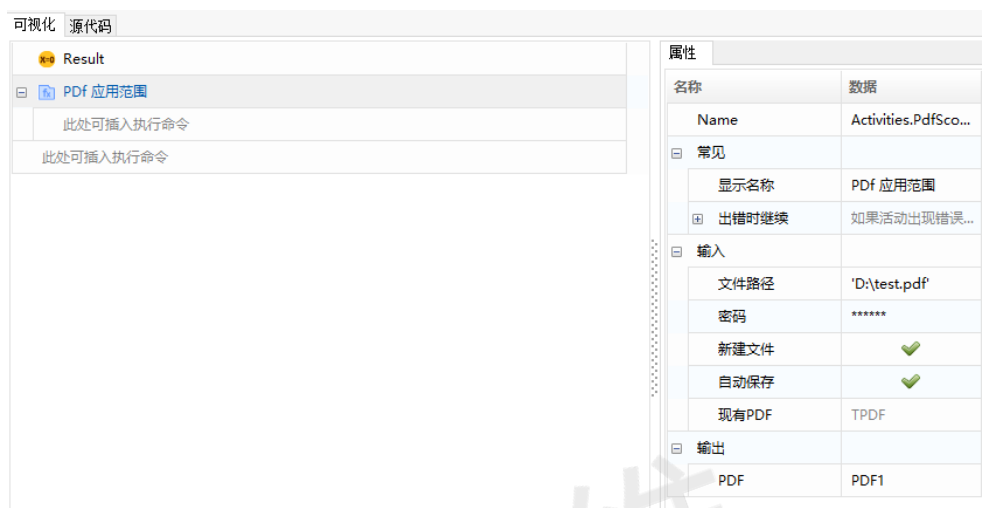 可视化 源代码
x=0 Result
fx PDf 应用范围
此处可插入执行命令
此处可插入执行命令
属性
名称 数据
Name Activities.PdfSco...
常见
显示名称 PDf 应用范围
出错时继续 如果活动出现错误...
输入
文件路径 'D:\test.pdf'
密码 ******
新建文件
自动保存
现有PDF TPDF
输出
PDF PDF1